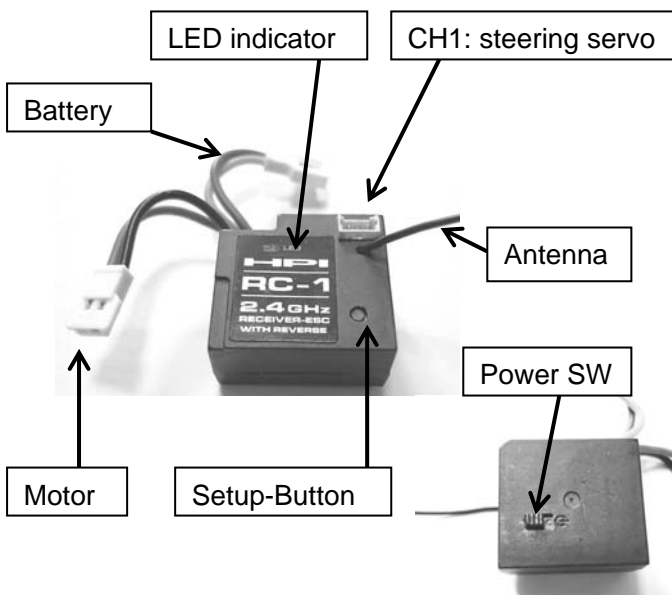 LED indicator
CH1: steering servo
Battery
LED
HPI
RC-1
2.4GHz
RECEIVER-ESC
WITH REVERSE
Antenna
Power SW
Motor
Setup-Button